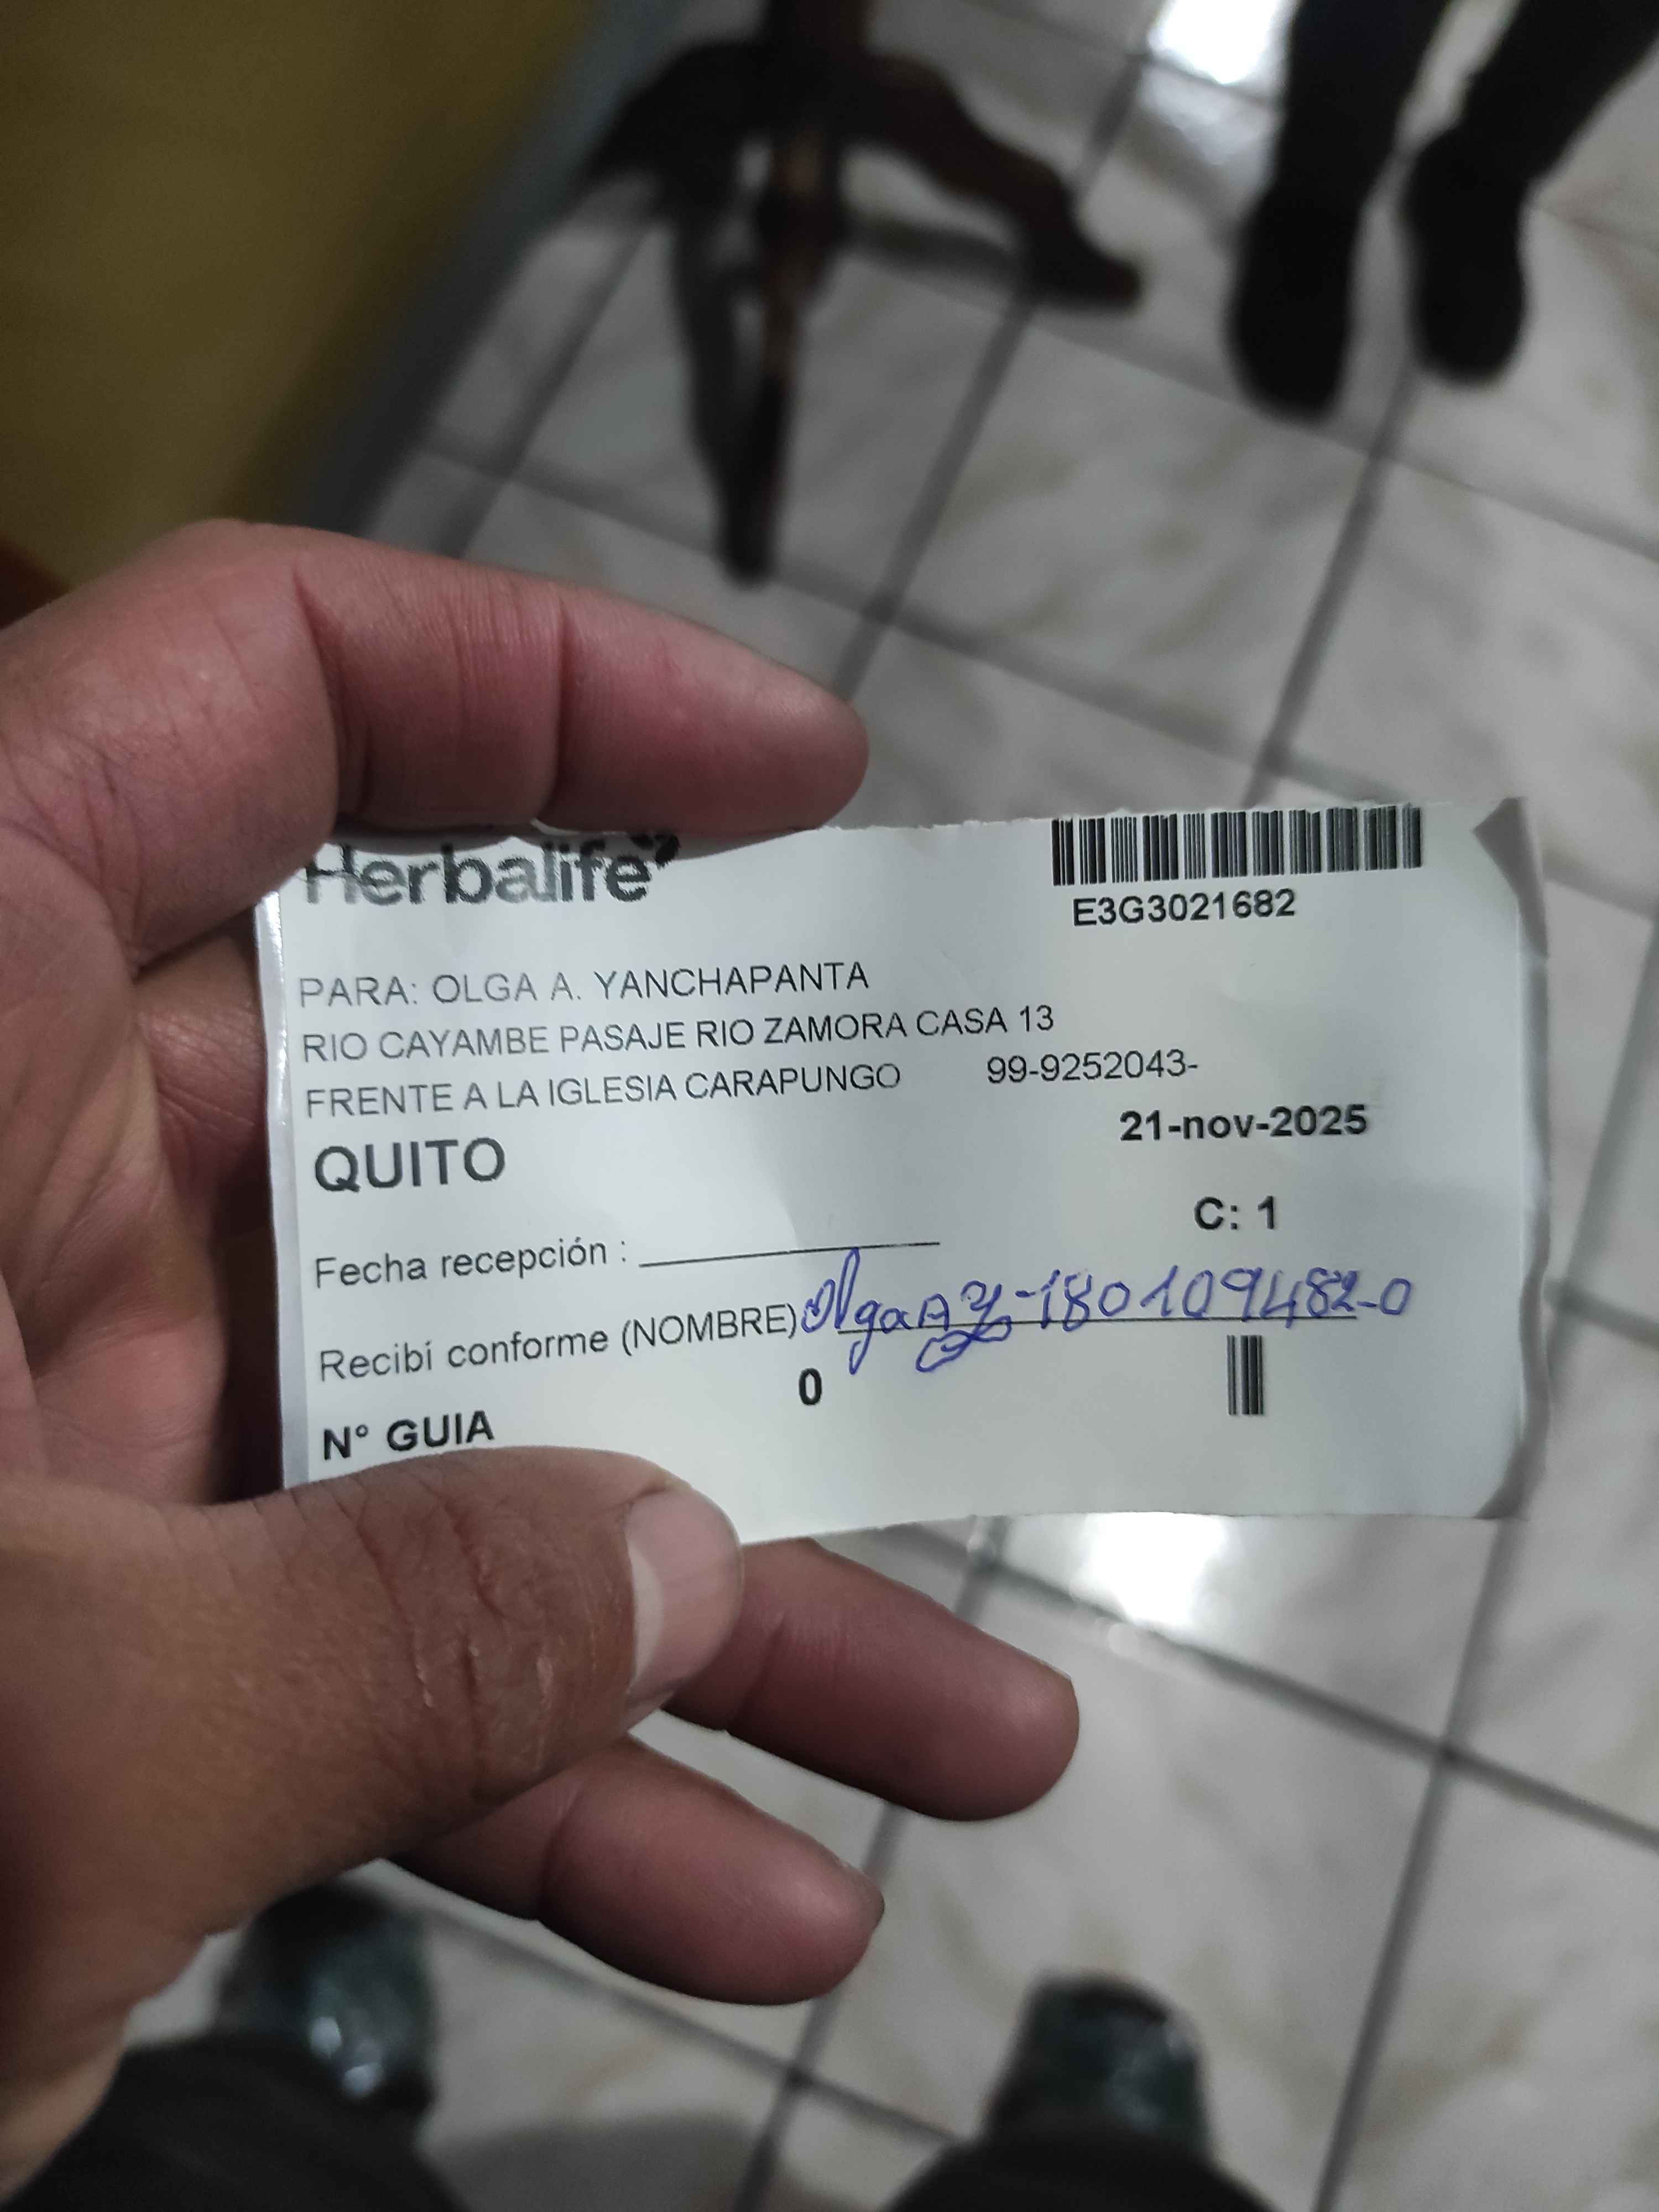 Herbalife
E3G3021682
PARA: OLGA A. YANCHAPANTA
RIO CAYAMBE PASAJE RIO ZAMORA CASA 13
FRENTE A LA IGLESIA CARAPUNGO 99-9252043-
QUITO 21-nov-2025
C: 1
Fecha recepción :
Recibí conforme (NOMBRE) Olga A Y-180109482-0
N° GUIA 0